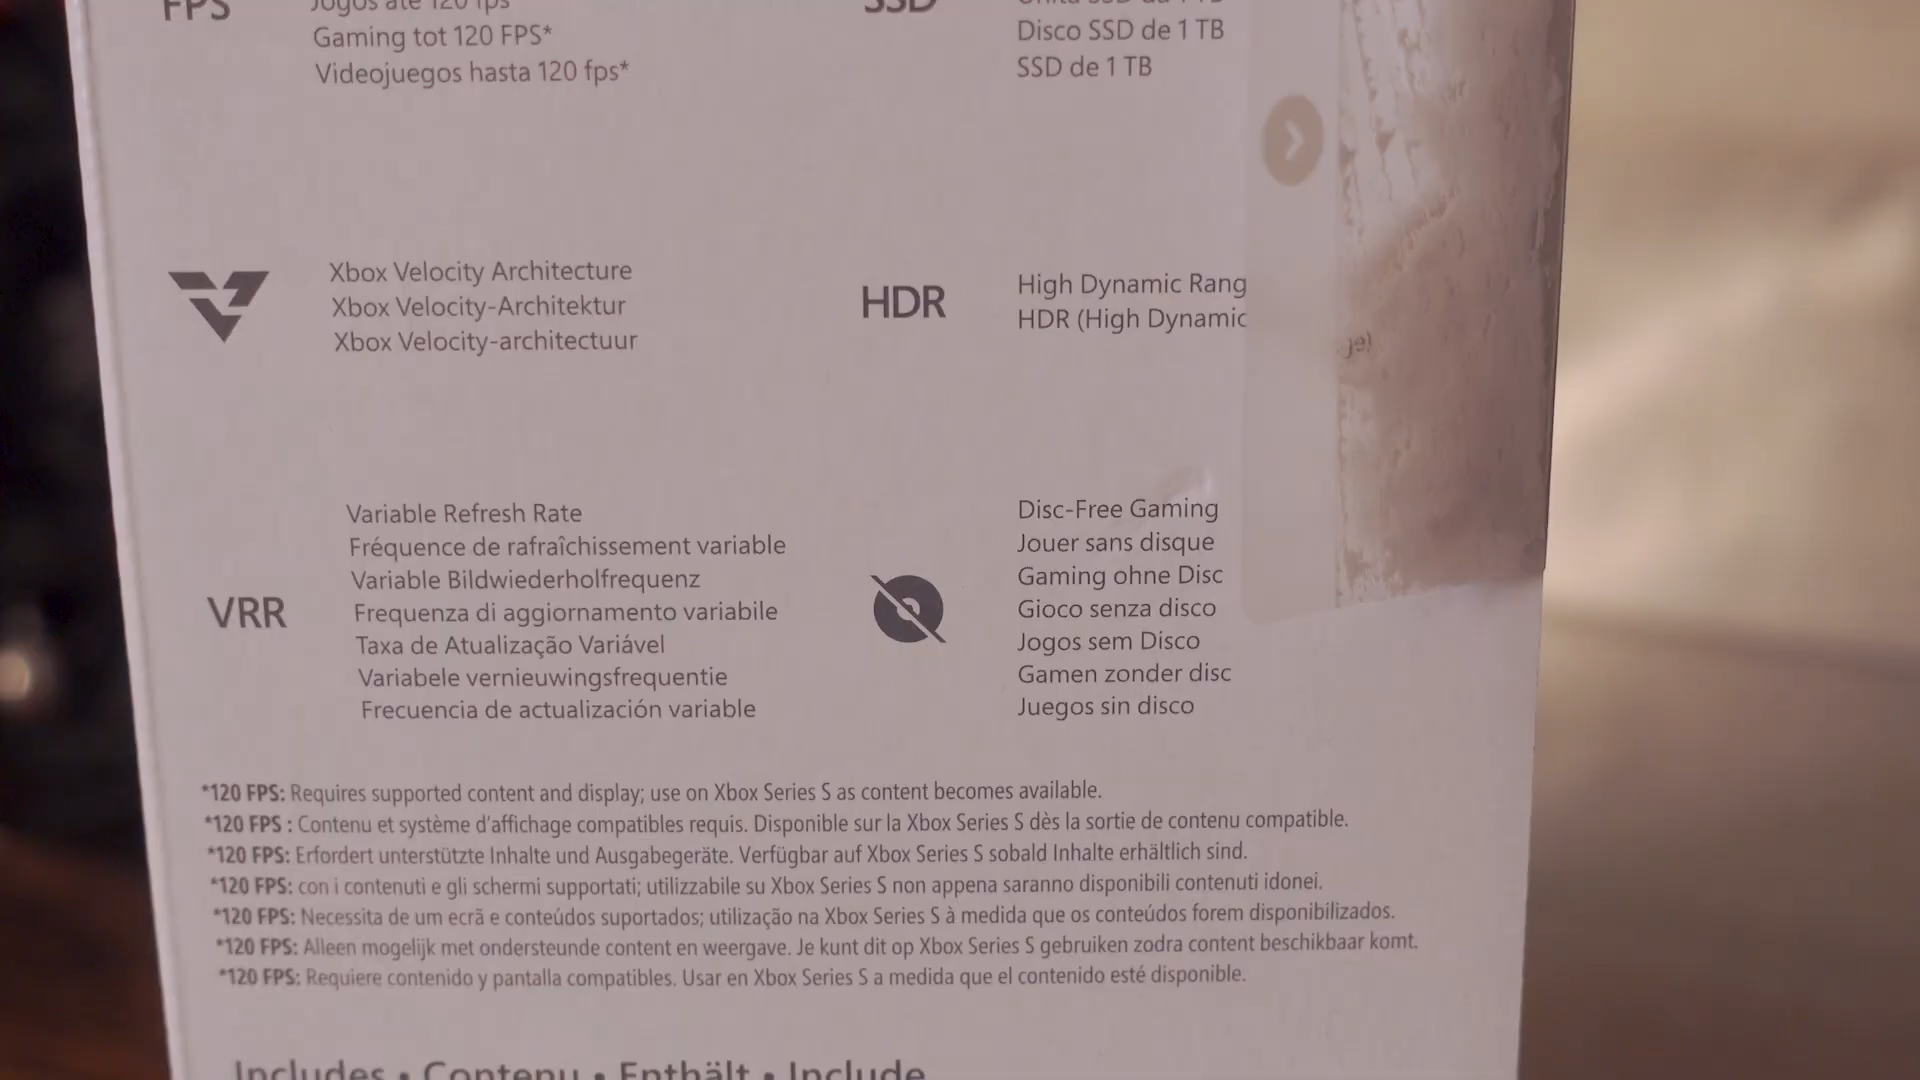 FPS
Jogos até 120 fps
Gaming tot 120 FPS*
Videojuegos hasta 120 fps*
SSD
Disco SSD de 1 TB
SSD de 1 TB
Xbox Velocity Architecture
Xbox Velocity-Architektur
Xbox Velocity-architectuur
HDR
High Dynamic Rang
HDR (High Dynamic
VRR
Variable Refresh Rate
Fréquence de rafraîchissement variable
Variable Bildwiederholfrequenz
Frequenza di aggiornamento variabile
Taxa de Atualização Variável
Variabele vernieuwingsfrequentie
Frecuencia de actualización variable
Disc-Free Gaming
Jouer sans disque
Gaming ohne Disc
Gioco senza disco
Jogos sem Disco
Gamen zonder disc
Juegos sin disco
*120 FPS: Requires supported content and display; use on Xbox Series S as content becomes available.
*120 FPS : Contenu et système d'affichage compatibles requis. Disponible sur la Xbox Series S dès la sortie de contenu compatible.
*120 FPS: Erfordert unterstützte Inhalte und Ausgabegeräte. Verfügbar auf Xbox Series S sobald Inhalte erhältlich sind.
*120 FPS: con i contenuti e gli schermi supportati; utilizzabile su Xbox Series S non appena saranno disponibili contenuti idonei.
*120 FPS: Necessita de um ecrã e conteúdos suportados; utilização na Xbox Series S à medida que os conteúdos forem disponibilizados.
*120 FPS: Alleen mogelijk met ondersteunde content en weergave. Je kunt dit op Xbox Series S gebruiken zodra content beschikbaar komt.
*120 FPS: Requiere contenido y pantalla compatibles. Usar en Xbox Series S a medida que el contenido esté disponible.
Includes • Contenu • Enthält • Include